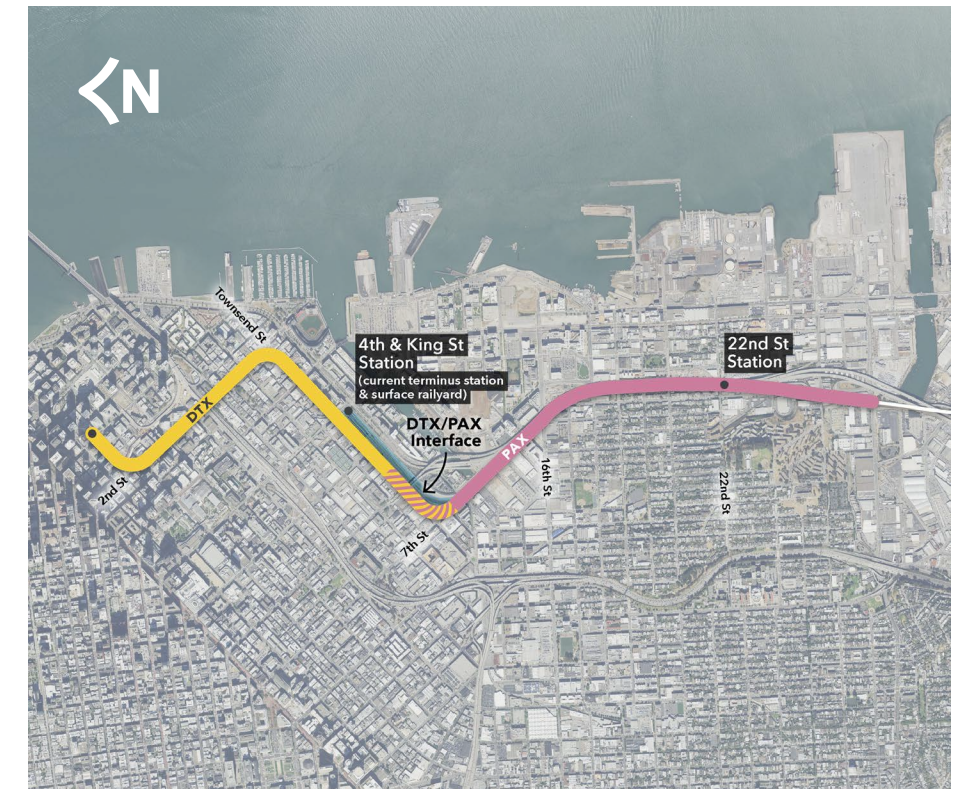 N
Townsend St
4th & King St
Station
(current terminus station
& surface railyard)
22nd St
Station
DTX
DTX/PAX
Interface
PAX
2nd St
16th St
22nd St
7th St